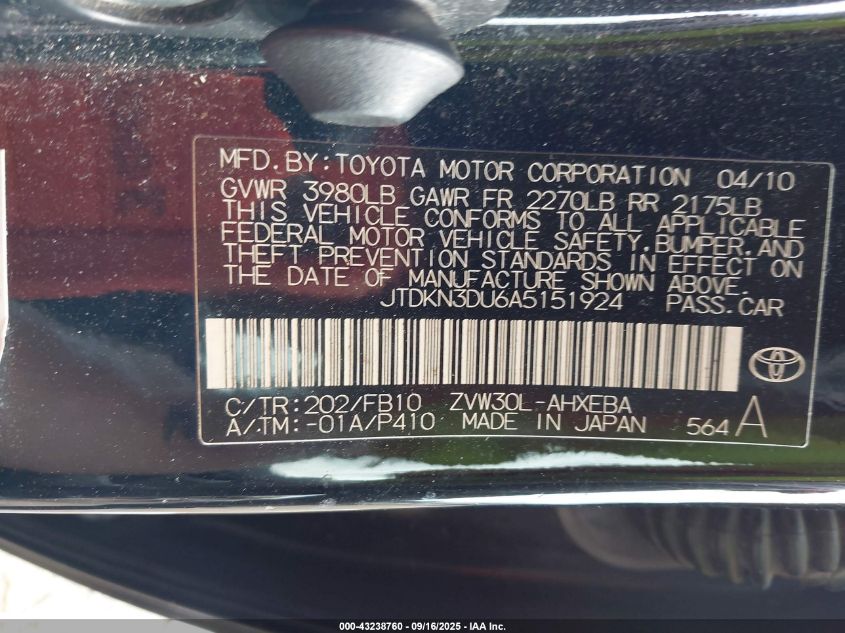 MFD. BY: TOYOTA MOTOR CORPORATION 04/10
GVWR 3980LB GAWR FR 2270LB RR 2175LB
THIS VEHICLE CONFORMS TO ALL APPLICABLE
FEDERAL MOTOR VEHICLE SAFETY, BUMPER, AND
THEFT PREVENTION STANDARDS IN EFFECT ON
THE DATE OF MANUFACTURE SHOWN ABOVE.
JTDKN3DU6A5151924 PASS. CAR
C/TR: 202/FB10 ZVW30L-AHXEBA
A/TM: -01A/P410 MADE IN JAPAN 564 A
000-43238760 - 09/16/2025 - IAA Inc.